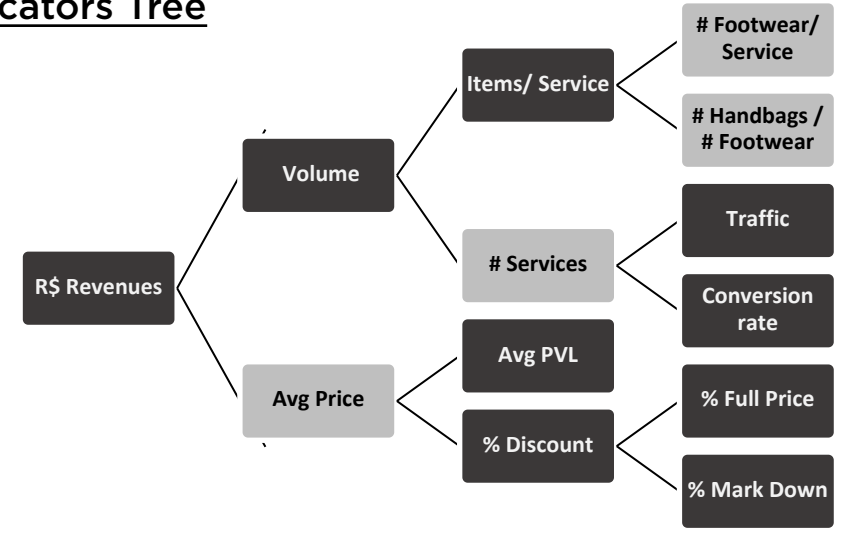 cators Tree
# Footwear/
Service
Items/ Service
# Handbags /
# Footwear
Volume
Traffic
# Services
R$ Revenues
Conversion
rate
Avg PVL
Avg Price
% Full Price
% Discount
% Mark Down